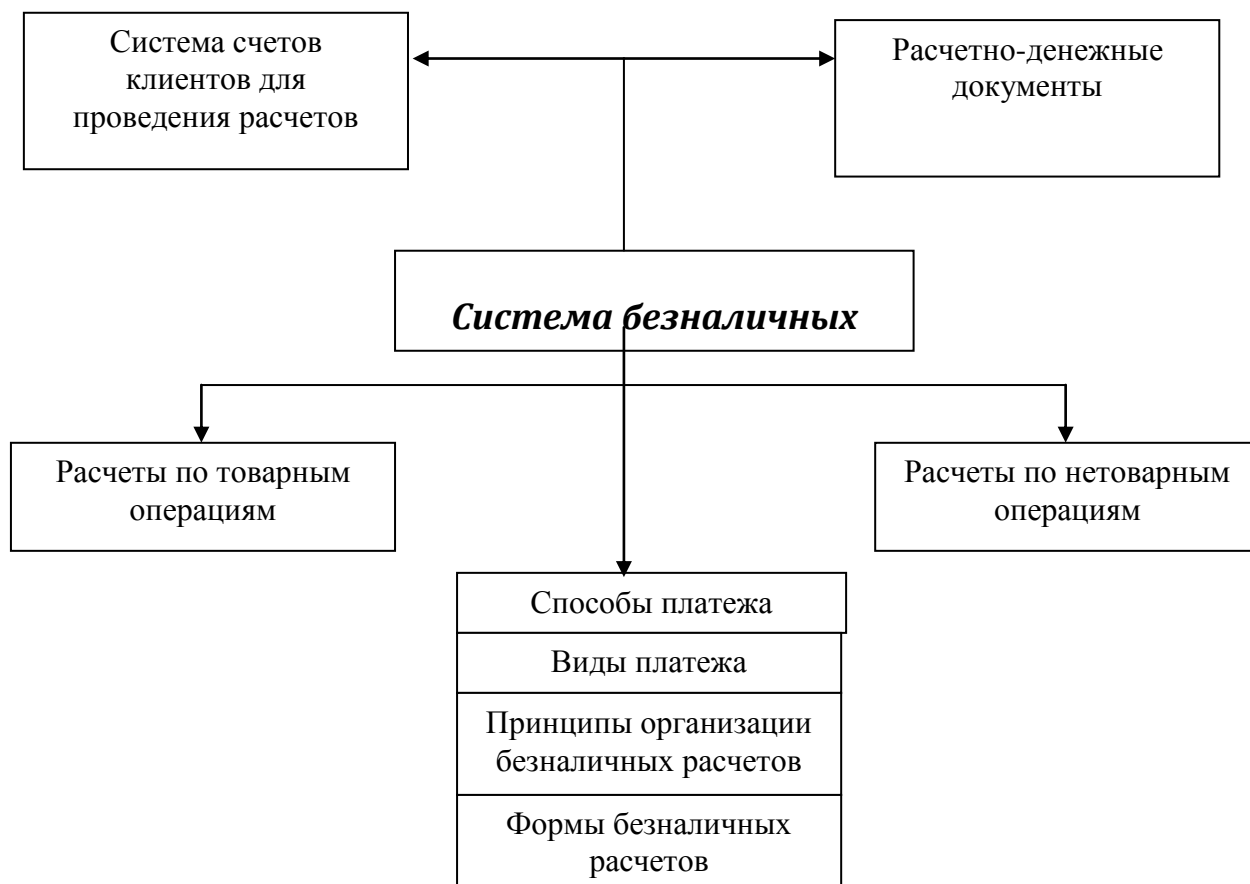 Система счетов
клиентов для
проведения расчетов
Расчетно-денежные
документы
Система безналичных
Расчеты по товарным
операциям
Расчеты по нетоварным
операциям
Способы платежа
Виды платежа
Принципы организации
безналичных расчетов
Формы безналичных
расчетов